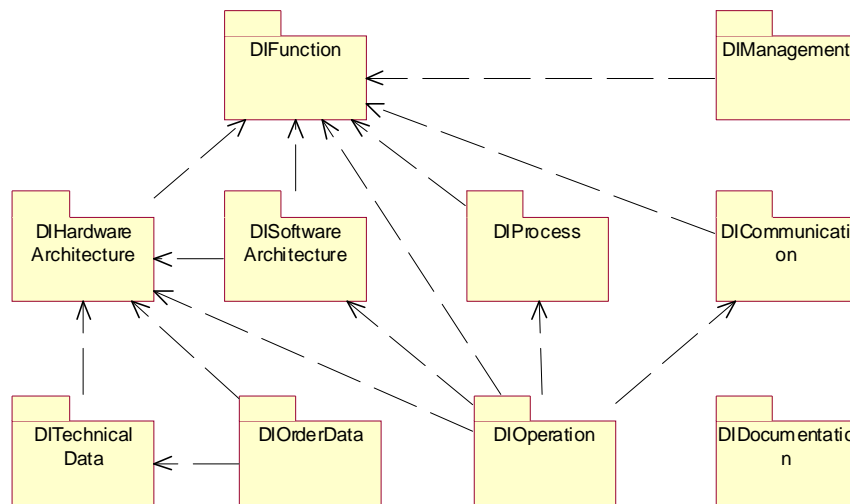 DIFunction
DIManagement
DIHardware
Architecture
DISoftware
Architecture
DIProcess
DICommunicati
on
DITechnical
Data
DIOrderData
DIOperation
DIDocumentatio
n